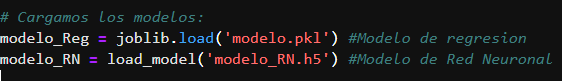 # Cargamos los modelos:
modelo_Reg = joblib.load('modelo.pkl') #Modelo de regresion
modelo_RN = load_model('modelo_RN.h5') #Modelo de Red Neuronal